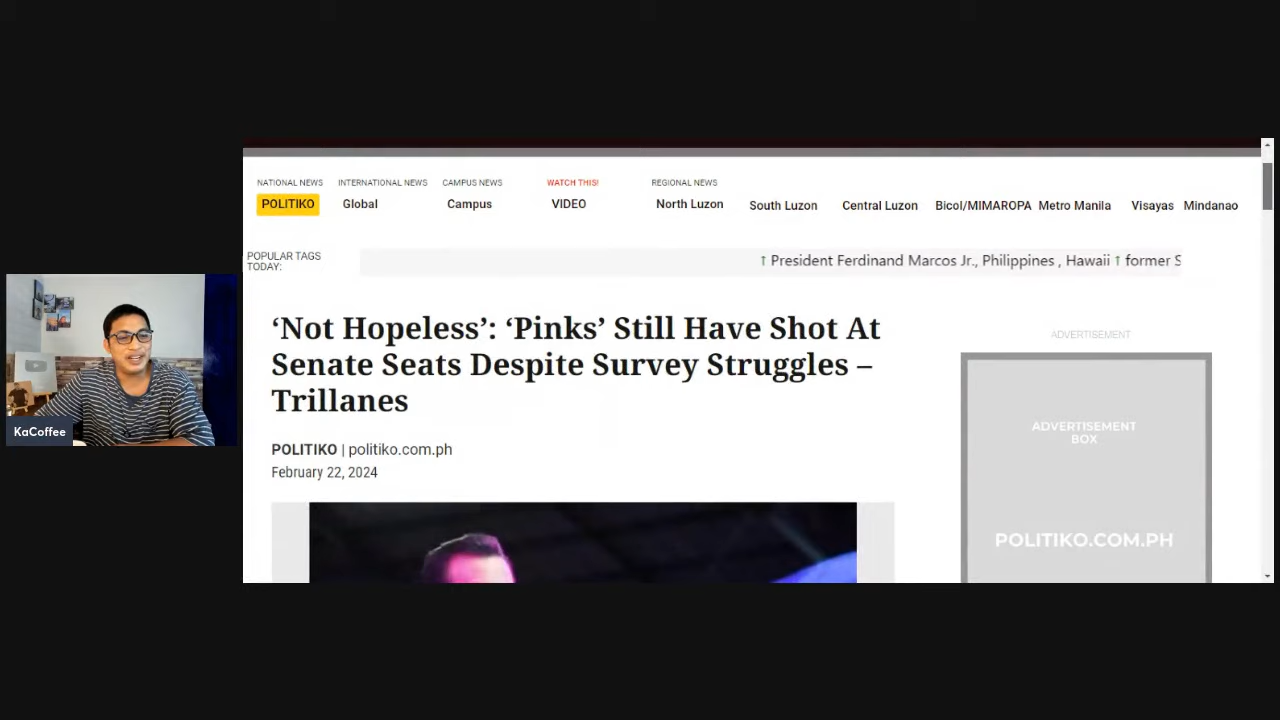 NATIONAL NEWS INTERNATIONAL NEWS CAMPUS NEWS WATCH THIS! REGIONAL NEWS
POLITIKO Global Campus VIDEO North Luzon South Luzon Central Luzon Bicol/MIMAROPA Metro Manila Visayas Mindanao
POPULAR TAGS
TODAY:
↑ President Ferdinand Marcos Jr., Philippines , Hawaii ↑ former S
‘Not Hopeless’: ‘Pinks’ Still Have Shot At
Senate Seats Despite Survey Struggles –
Trillanes
POLITIKO | politiko.com.ph
February 22, 2024
ADVERTISEMENT
ADVERTISEMENT
BOX
POLITIKO.COM.PH
KaCoffee